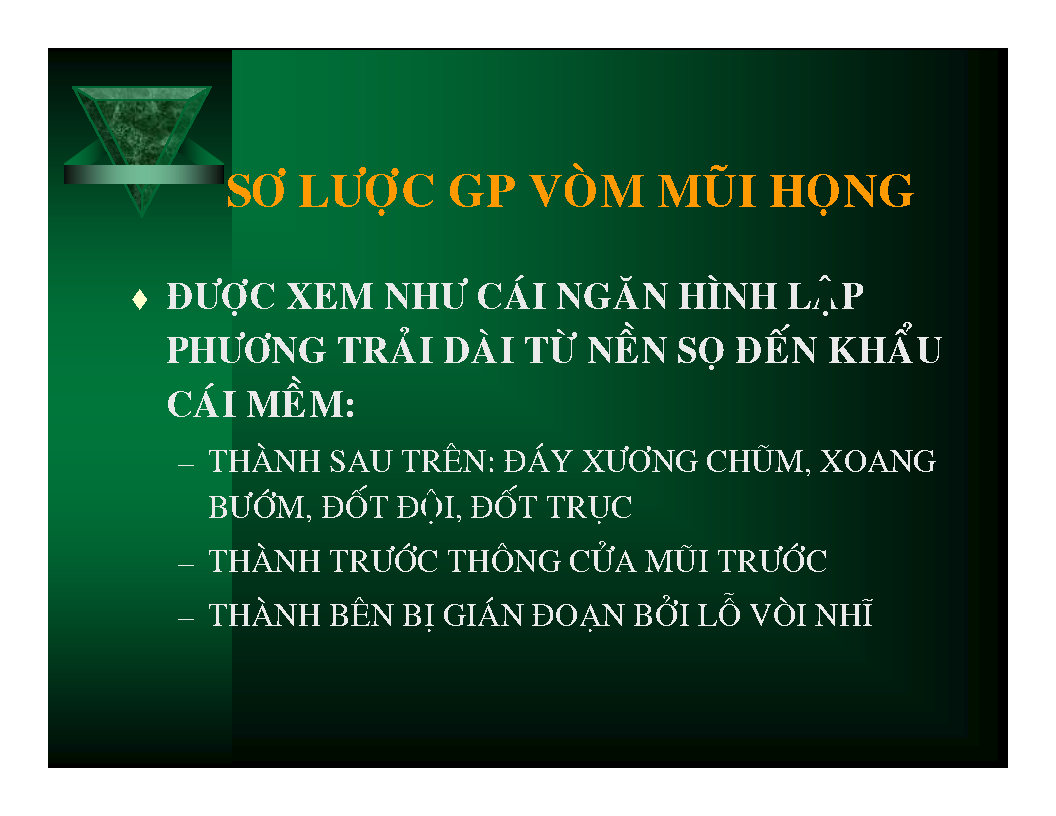 SƠ LƯỢC GP VÒM MŨI HỌNG
♦ ĐƯỢC XEM NHƯ CÁI NGĂN HÌNH LẬP
PHƯƠNG TRẢI DÀI TỪ NỀN SỌ ĐẾN KHẨU
CÁI MỀM:
– THÀNH SAU TRÊN: ĐÁY XƯƠNG CHŨM, XOANG
BƯỚM, ĐỐT ĐỘI, ĐỐT TRỤC
– THÀNH TRƯỚC THÔNG CỬA MŨI TRƯỚC
– THÀNH BÊN BỊ GIÁN ĐOẠN BỞI LỖ VÒI NHĨ